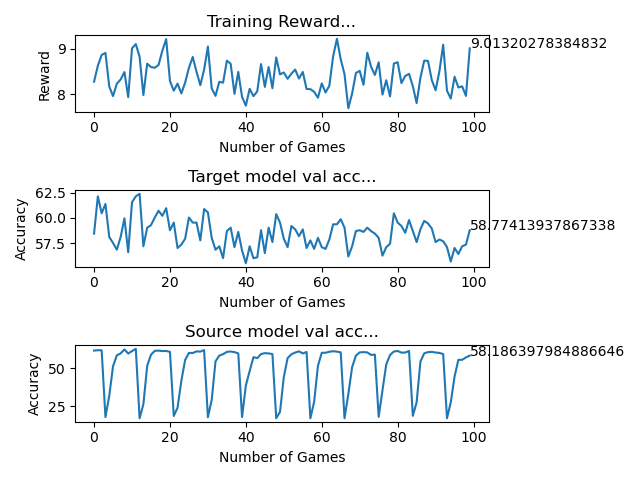 Training Reward...
9.01320278384832
9
8
Reward
0 20 40 60 80 100
Number of Games
Target model val acc...
62.5
60.0
57.5
58.77413937867338
Accuracy
0 20 40 60 80 100
Number of Games
Source model val acc...
58.186397984886646
50
25
Accuracy
0 20 40 60 80 100
Number of Games